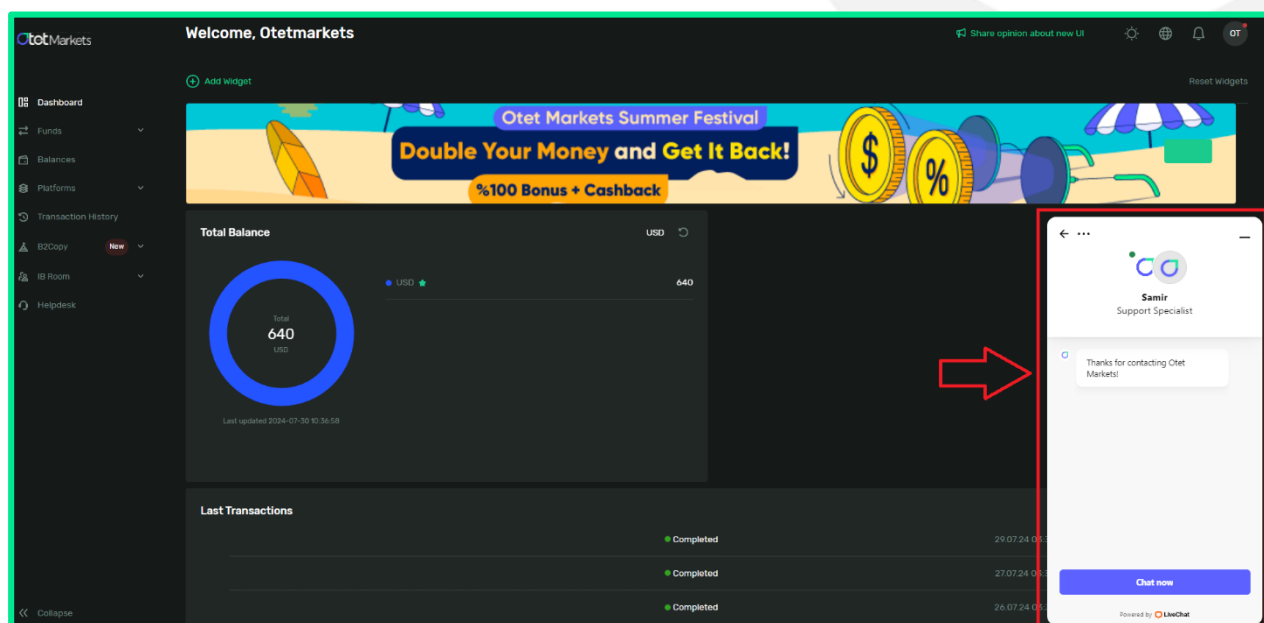 OtetMarkets
Welcome, Otetmarkets
Share opinion about new UI
OT
Add Widget
Reset Widgets
Dashboard
Funds
Balances
Platforms
Transaction History
B2Copy New
IB Room
Helpdesk
Collapse
Otet Markets Summer Festival
Double Your Money and Get It Back!
%100 Bonus + Cashback
$
%
Total Balance
USD
Total
640
USD
USD
640
Last updated 2024-07-30 10:36:58
Last Transactions
Completed
29.07.24
Completed
27.07.24
Completed
26.07.24
Samir
Support Specialist
Thanks for contacting Otet
Markets!
Chat now
Powered by LiveChat